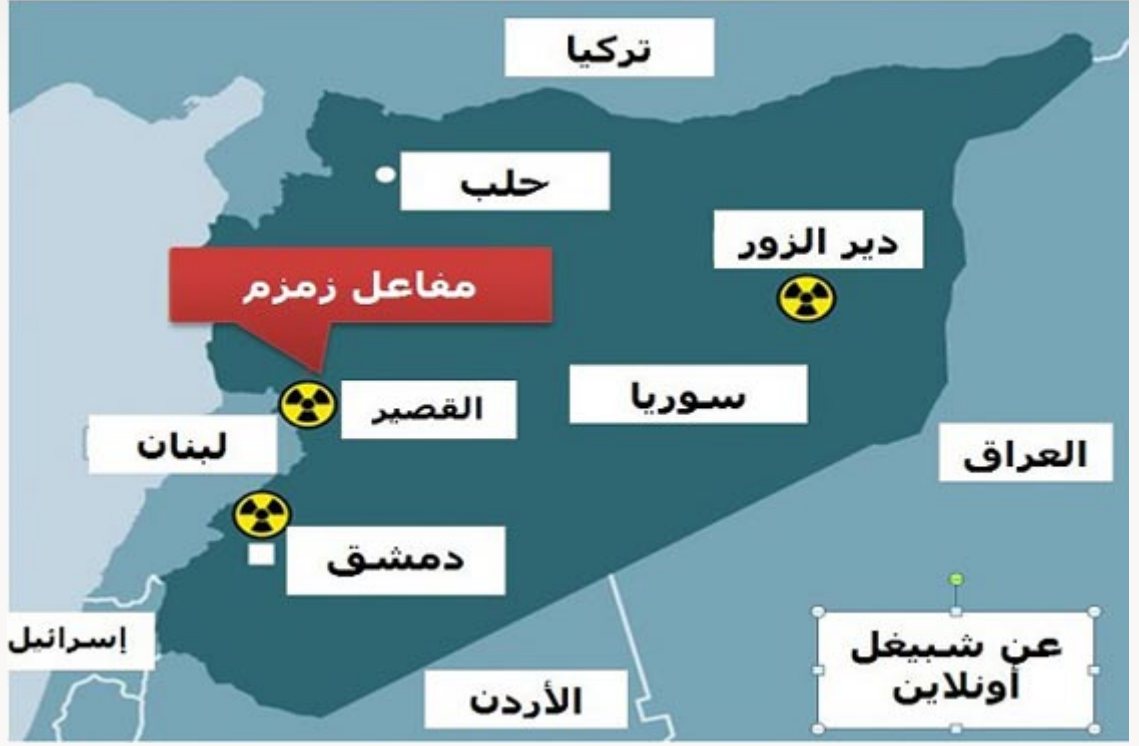 تركيا
حلب
دير الزور
مفاعل زمزم
سوريا
القصير
لبنان
العراق
دمشق
إسرائيل
الأردن
عن شبيغل
أونلاين